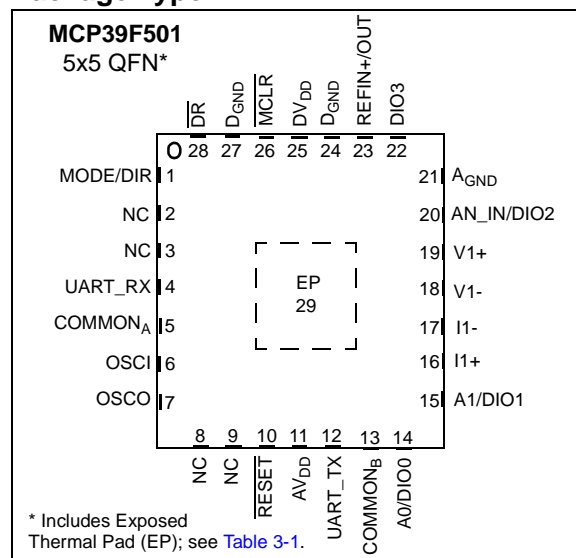 MCP39F501
5x5 QFN*
DR
DGND
MCLR
DVDD
DGND
REFIN+/OUT
DIO3
28 27 26 25 24 23 22
MODE/DIR 1
NC 2
NC 3
UART_RX 4
COMMONA 5
OSCI 6
OSCO 7
EP
29
21 AGND
20 AN_IN/DIO2
19 V1+
18 V1-
17 I1-
16 I1+
15 A1/DIO1
8 9 10 11 12 13 14
NC
NC
RESET
AVDD
UART_TX
COMMONB
A0/DIO0
* Includes Exposed
Thermal Pad (EP); see Table 3-1.